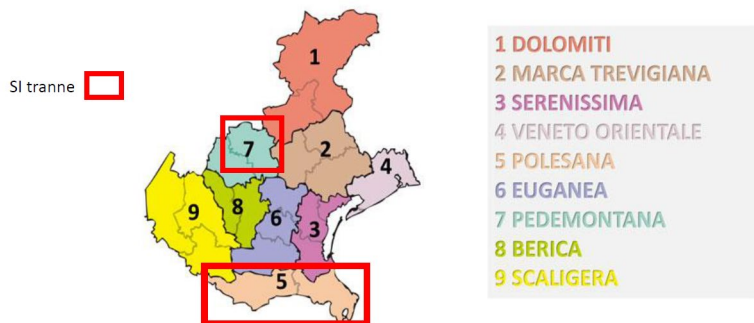 SI tranne
1
2
3
4
5
6
7
8
9
1 DOLOMITI
2 MARCA TREVIGIANA
3 SERENISSIMA
4 VENETO ORIENTALE
5 POLESANA
6 EUGANEA
7 PEDEMONTANA
8 BERICA
9 SCALIGERA